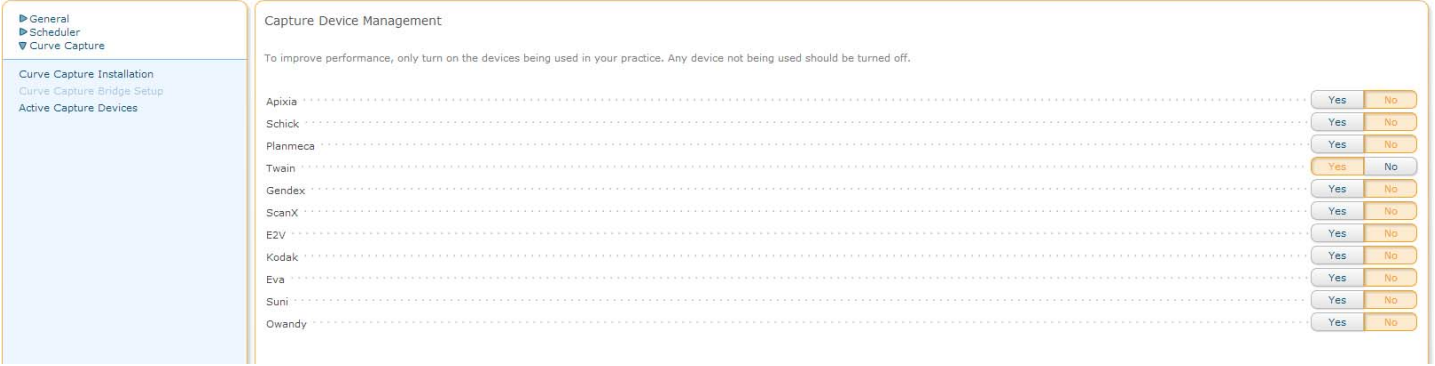 General
Scheduler
Curve Capture
Curve Capture Installation
Curve Capture Bridge Setup
Active Capture Devices
Capture Device Management
To improve performance, only turn on the devices being used in your practice. Any device not being used should be turned off.
Apixia Yes No
Schick Yes No
Planmeca Yes No
Twain Yes No
Gendex Yes No
ScanX Yes No
E2V Yes No
Kodak Yes No
Eva Yes No
Suni Yes No
Owandy Yes No